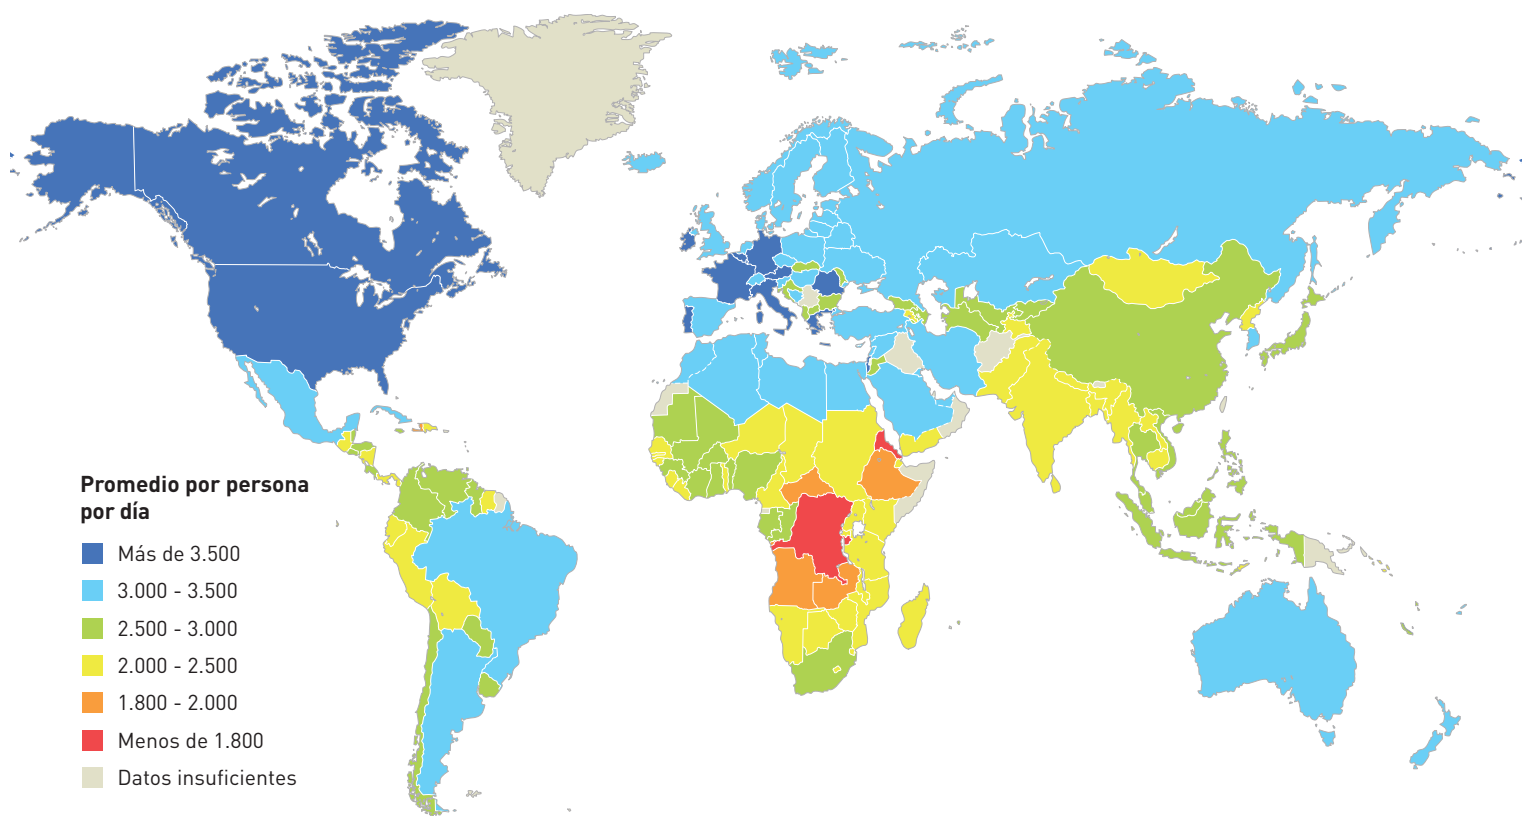 Promedio por persona
por día
Más de 3.500
3.000 - 3.500
2.500 - 3.000
2.000 - 2.500
1.800 - 2.000
Menos de 1.800
Datos insuficientes